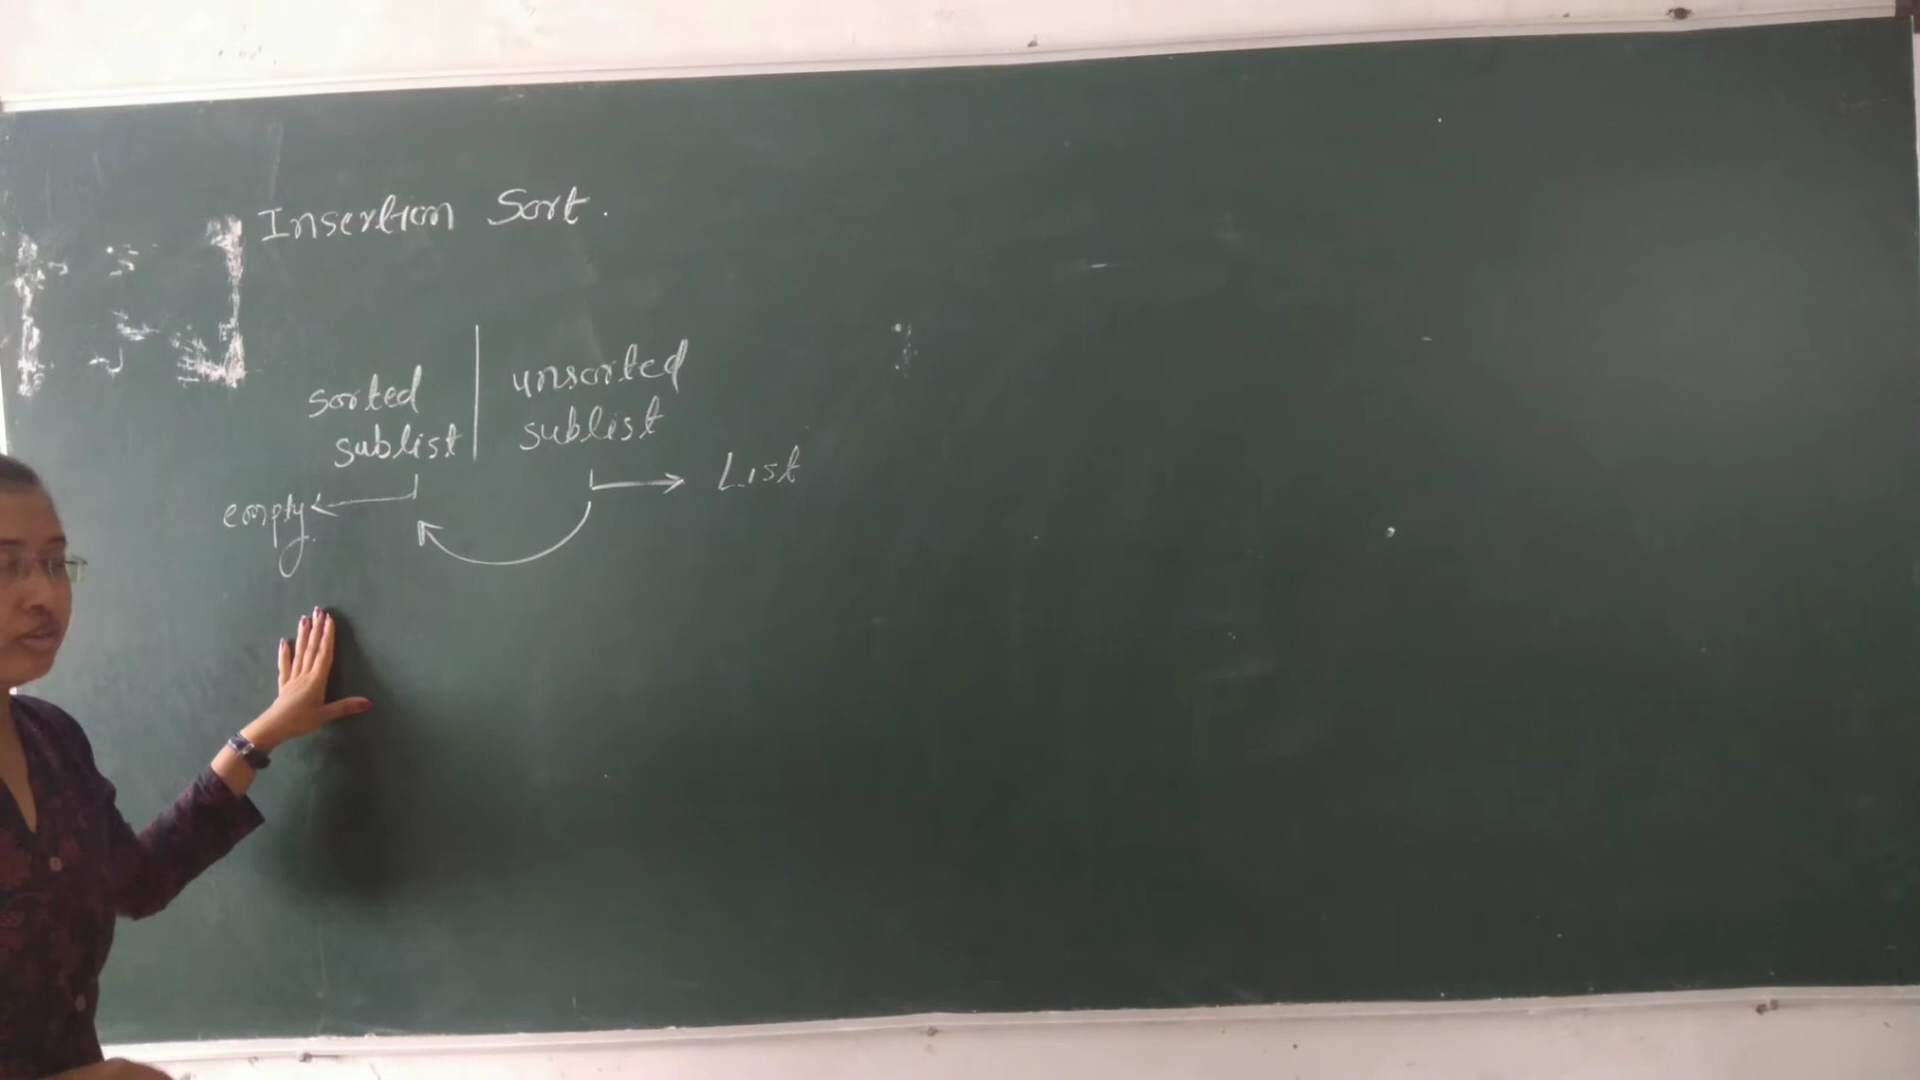 Insertion Sort.
sorted
sublist
unsorted
sublist
List
empty.